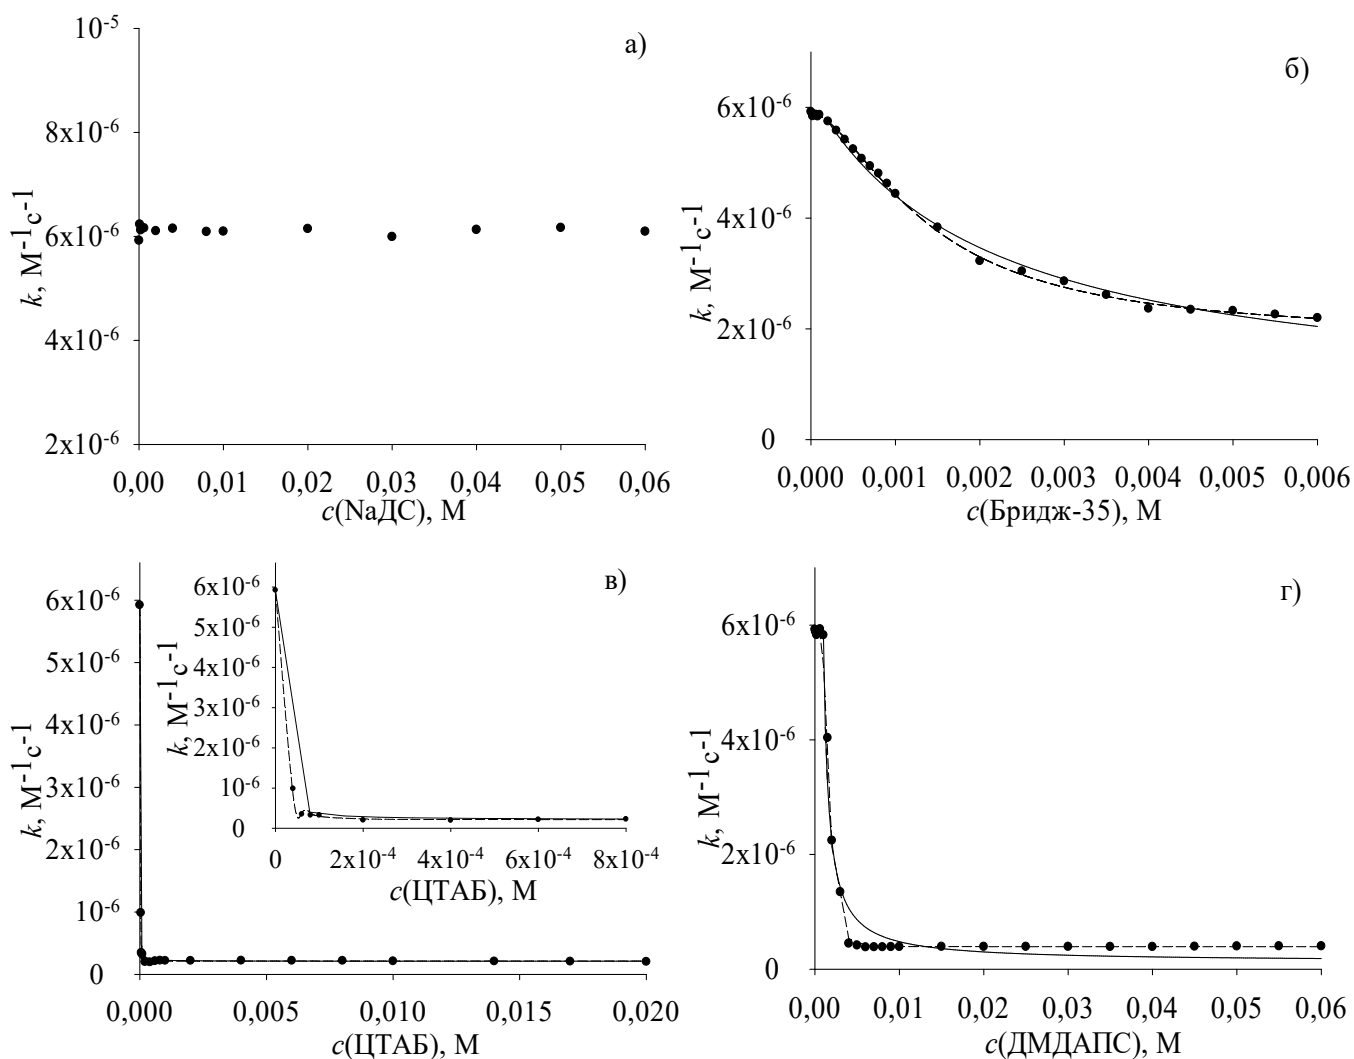 а)
10⁻⁵
8x10⁻⁶
6x10⁻⁶
4x10⁻⁶
2x10⁻⁶
k, М⁻¹с⁻¹
0,00 0,01 0,02 0,03 0,04 0,05 0,06
c(NaДС), М
б)
6x10⁻⁶
4x10⁻⁶
2x10⁻⁶
0
k, М⁻¹с⁻¹
0,000 0,001 0,002 0,003 0,004 0,005 0,006
c(Бридж-35), М
в)
6x10⁻⁶
5x10⁻⁶
4x10⁻⁶
3x10⁻⁶
2x10⁻⁶
10⁻⁶
0
k, М⁻¹с⁻¹
0,000 0,005 0,010 0,015 0,020
c(ЦТАБ), М
6x10⁻⁶
5x10⁻⁶
4x10⁻⁶
3x10⁻⁶
2x10⁻⁶
10⁻⁶
0
k, М⁻¹с⁻¹
0 2x10⁻⁴ 4x10⁻⁴ 6x10⁻⁴ 8x10⁻⁴
c(ЦТАБ), М
г)
6x10⁻⁶
4x10⁻⁶
2x10⁻⁶
0
k, М⁻¹с⁻¹
0,00 0,01 0,02 0,03 0,04 0,05 0,06
c(ДМДАПС), М